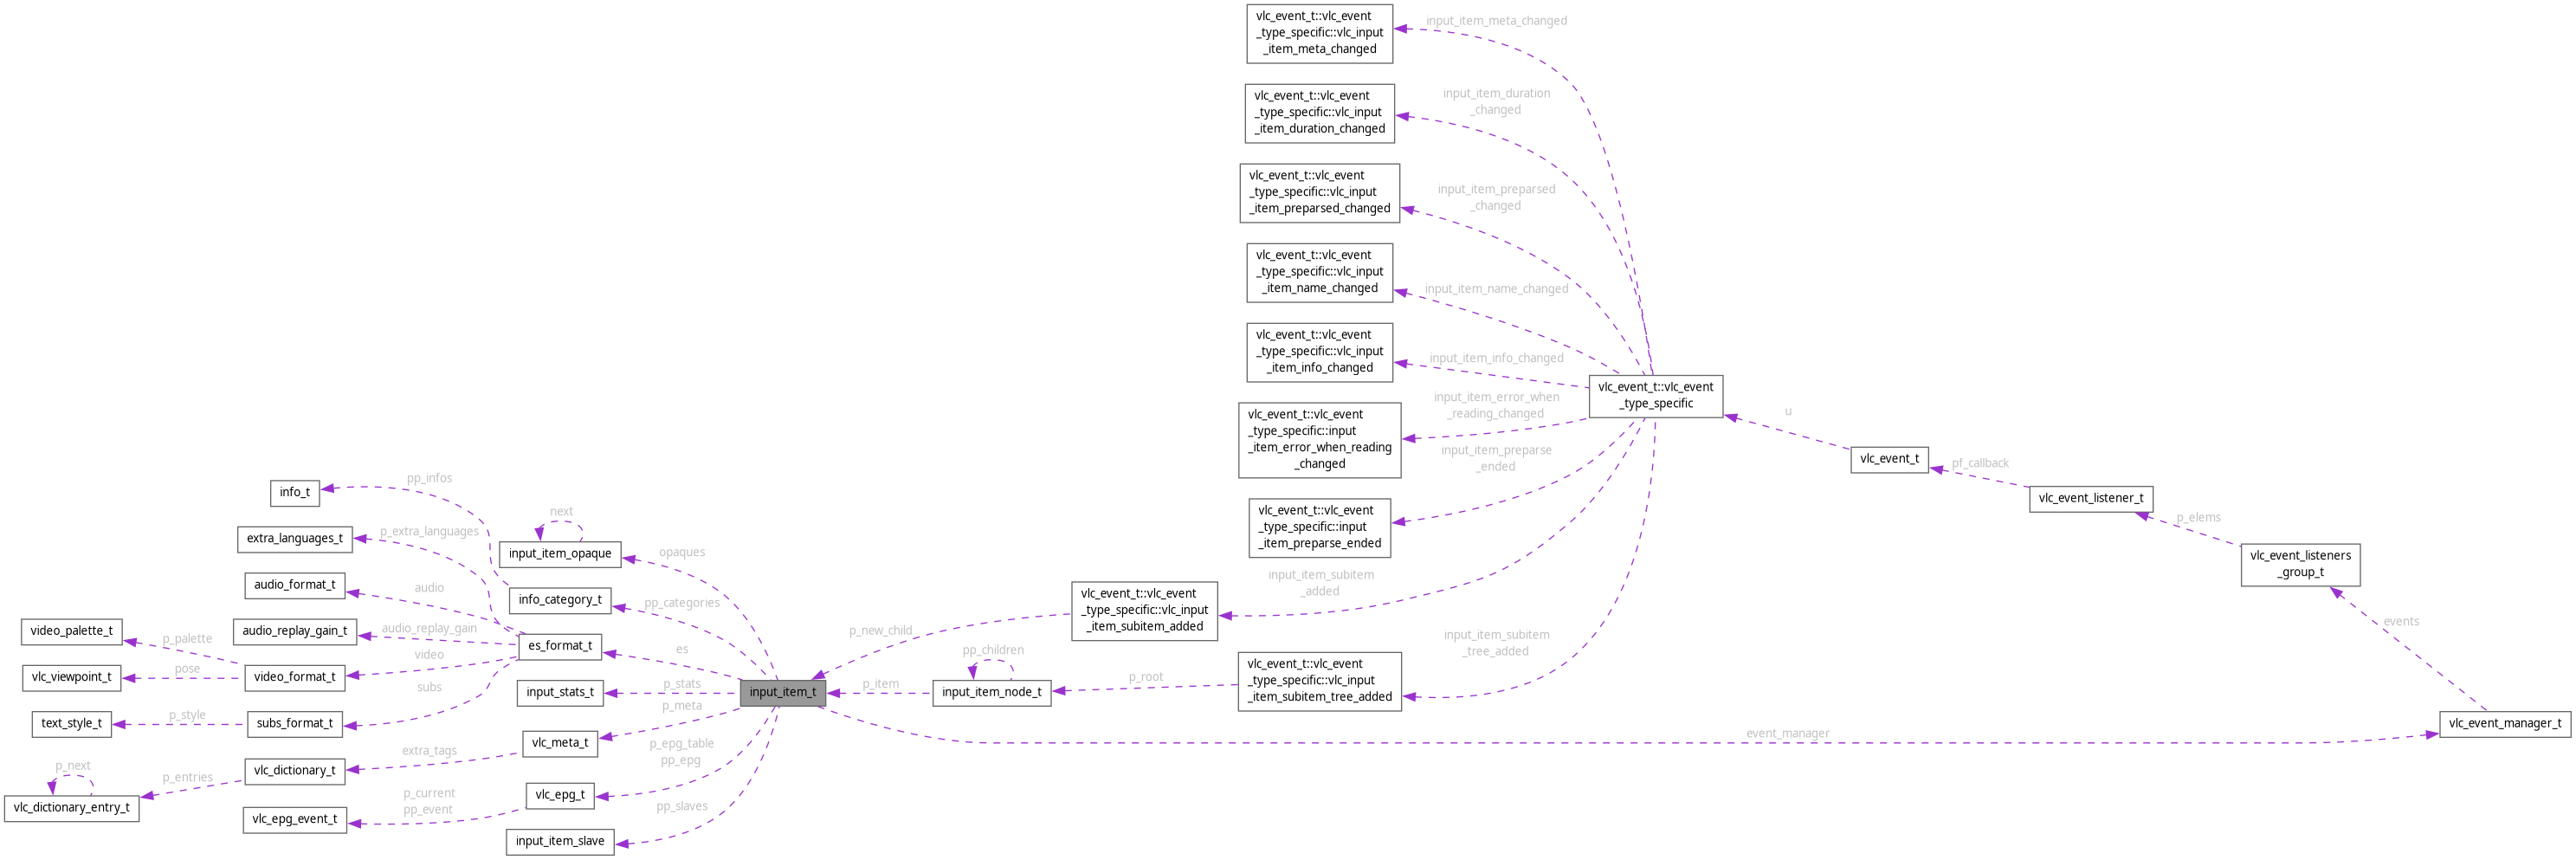 vlc_event_t::vlc_event
_type_specific::vlc_input
_item_meta_changed
input_item_meta_changed
vlc_event_t::vlc_event
_type_specific::vlc_input
_item_duration_changed
input_item_duration
_changed
vlc_event_t::vlc_event
_type_specific::vlc_input
_item_preparsed_changed
input_item_preparsed
_changed
vlc_event_t::vlc_event
_type_specific::vlc_input
_item_name_changed
input_item_name_changed
vlc_event_t::vlc_event
_type_specific::vlc_input
_item_info_changed
input_item_info_changed
vlc_event_t::vlc_event
_type_specific
vlc_event_t::vlc_event
_type_specific::input
_item_error_when_reading
_changed
input_item_error_when
_reading_changed
u
vlc_event_t
pf_callback
vlc_event_listener_t
p_elems
vlc_event_listeners
_group_t
events
vlc_event_manager_t
event_manager
input_item_preparse
_ended
vlc_event_t::vlc_event
_type_specific::input
_item_preparse_ended
input_item_subitem
_added
vlc_event_t::vlc_event
_type_specific::vlc_input
_item_subitem_added
input_item_subitem
_tree_added
vlc_event_t::vlc_event
_type_specific::vlc_input
_item_subitem_tree_added
p_new_child
pp_children
p_root
input_item_node_t
p_item
input_item_t
pp_infos
info_t
p_extra_languages
extra_languages_t
next
input_item_opaque
opaques
audio
audio_format_t
info_category_t
pp_categories
audio_replay_gain
audio_replay_gain_t
es_format_t
es
video_palette_t
p_palette
video
vlc_viewpoint_t
pose
video_format_t
subs
input_stats_t
p_stats
text_style_t
p_style
subs_format_t
p_meta
vlc_meta_t
extra_tags
vlc_dictionary_t
p_next
p_entries
vlc_dictionary_entry_t
p_epg_table
pp_epg
vlc_epg_t
p_current
pp_event
vlc_epg_event_t
pp_slaves
input_item_slave